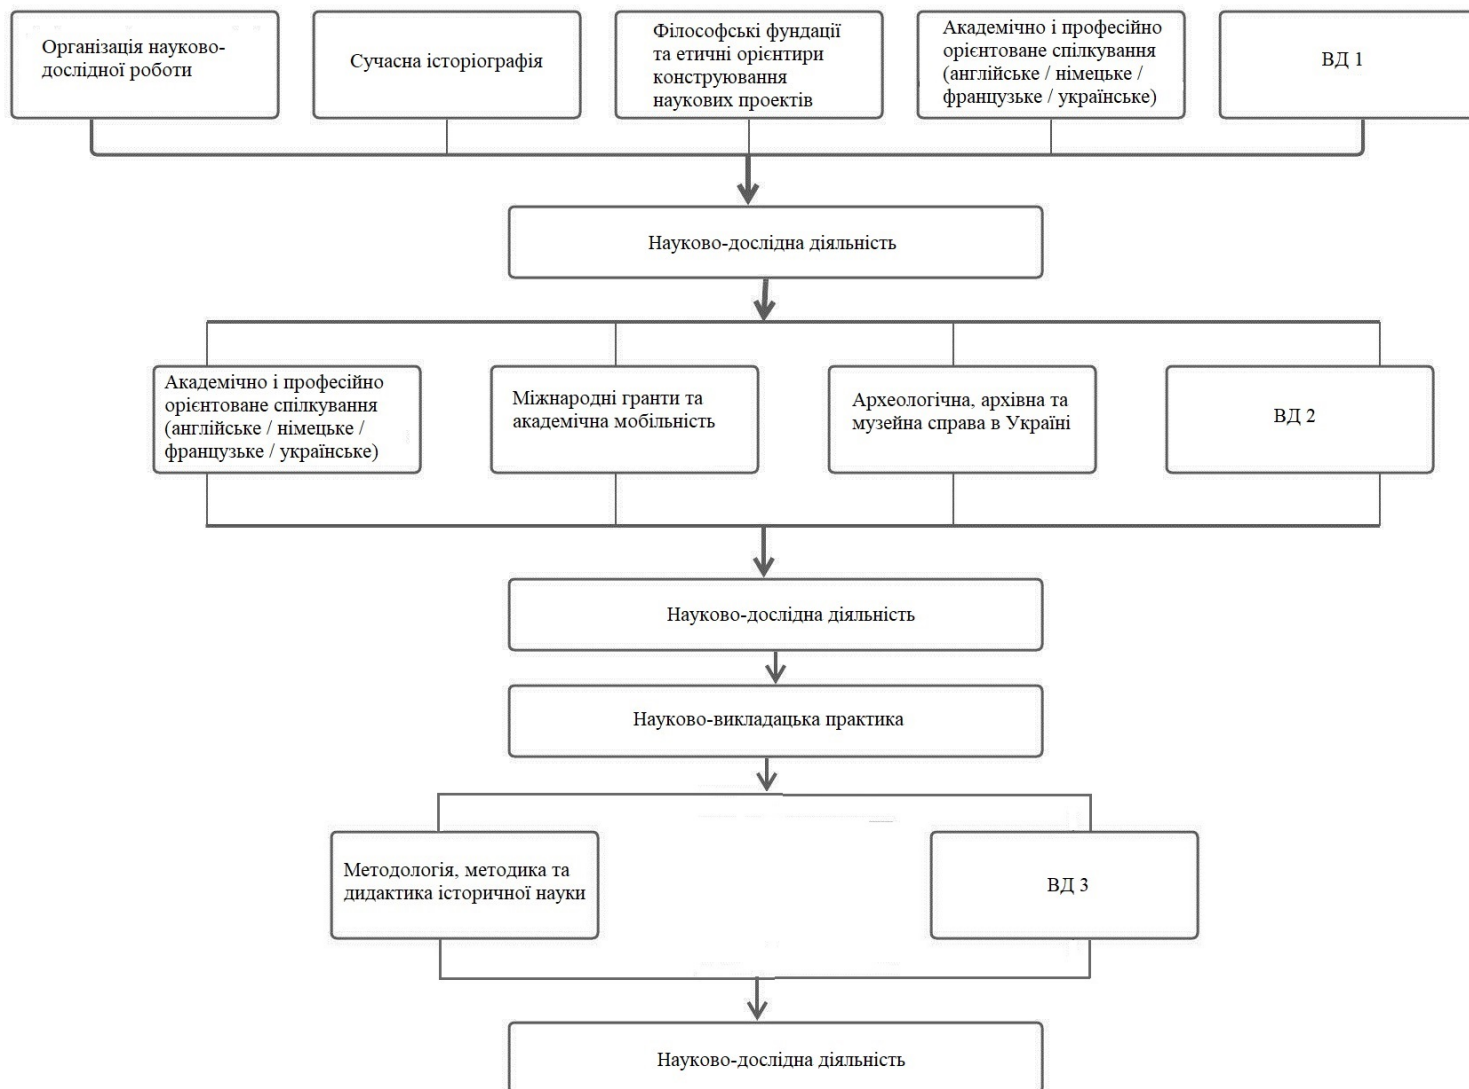 Організація науково-
дослідної роботи
Сучасна історіографія
Філософські фундації
та етичні орієнтири
конструювання
наукових проектів
Академічно і професійно
орієнтоване спілкування
(англійське / німецьке /
французьке / українське)
ВД 1
Науково-дослідна діяльність
Академічно і професійно
орієнтоване спілкування
(англійське / німецьке /
французьке / українське)
Міжнародні гранти та
академічна мобільність
Археологічна, архівна та
музейна справа в Україні
ВД 2
Науково-дослідна діяльність
Науково-викладацька практика
Методологія, методика та
дидактика історичної науки
ВД 3
Науково-дослідна діяльність